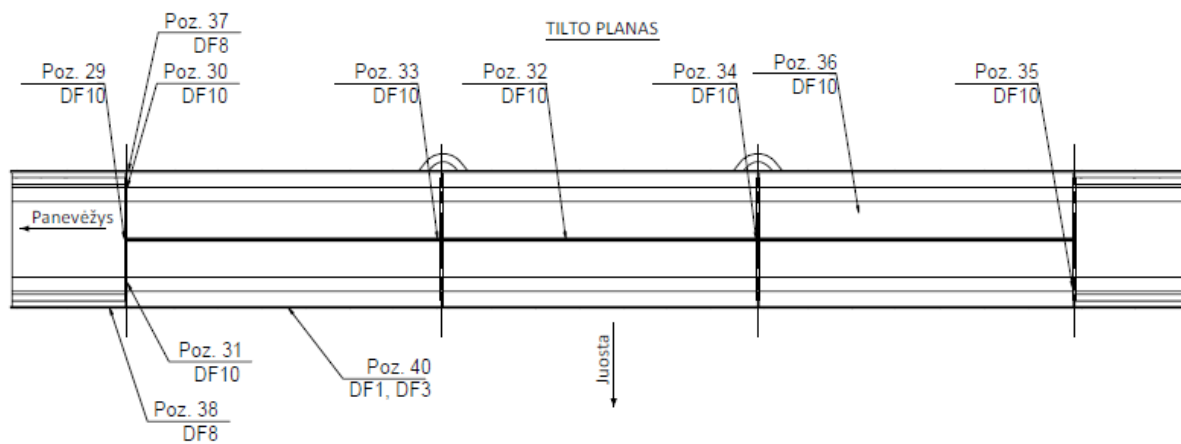 TILTO PLANAS
Poz. 37
DF8
Poz. 29
DF10
Poz. 30
DF10
Poz. 33
DF10
Poz. 32
DF10
Poz. 34
DF10
Poz. 36
DF10
Poz. 35
DF10
Panevėžys
Poz. 31
DF10
Poz. 40
DF1, DF3
Juosta
Poz. 38
DF8